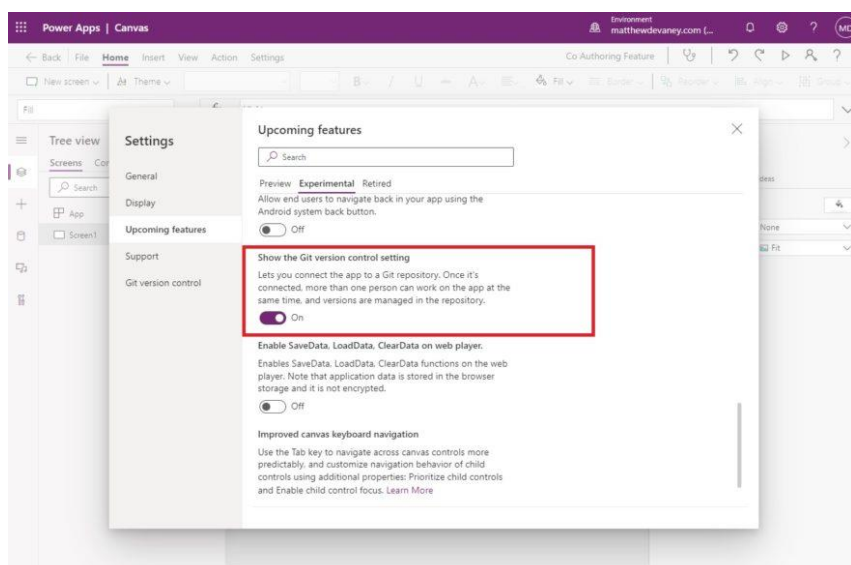 Power Apps | Canvas
Environment
matthewdevaney.com (...
MD
Back File Home Insert View Action Settings
Co Authoring Feature
New screen Theme
B I U A Fill Border Reorder Align Group
Fill
Tree view
Screens
Search
App
Screen1
Settings
General
Display
Upcoming features
Support
Git version control
Upcoming features
Search
Preview Experimental Retired
Allow end users to navigate back in your app using the
Android system back button.
Off
Show the Git version control setting
Lets you connect the app to a Git repository. Once it's
connected, more than one person can work on the app at the
same time, and versions are managed in the repository.
On
Enable SaveData, LoadData, ClearData on web player.
Enables SaveData, LoadData, ClearData functions on the web
player. Note that application data is stored in the browser
storage and it is not encrypted.
Off
Improved canvas keyboard navigation
Use the Tab key to navigate across canvas controls more
predictably, and customize navigation behavior of child
controls using additional properties: Prioritize child controls
and Enable child control focus. Learn More
None
Fit